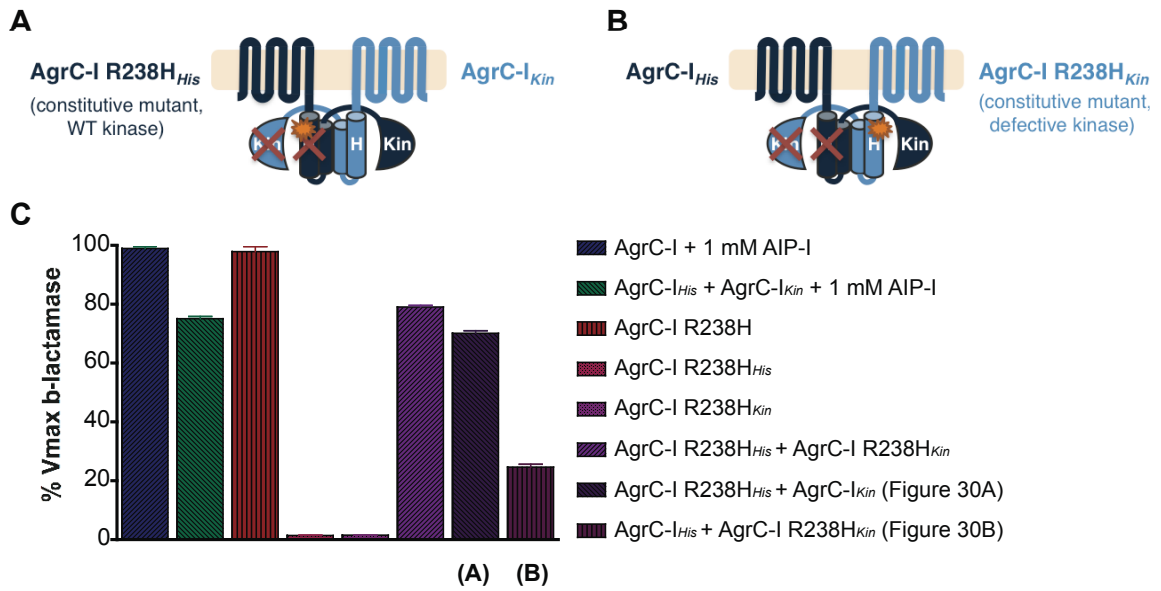 A
AgrC-I R238HHis
(constitutive mutant,
WT kinase)
AgrC-IKin
Kin
H
Kin
B
AgrC-IHis
AgrC-I R238HKin
(constitutive mutant,
defective kinase)
Kin
H
Kin
C
% Vmax b-lactamase
100
80
60
40
20
0
(A)
(B)
AgrC-I + 1 mM AIP-I
AgrC-IHis + AgrC-IKin + 1 mM AIP-I
AgrC-I R238H
AgrC-I R238HHis
AgrC-I R238HKin
AgrC-I R238HHis + AgrC-I R238HKin
AgrC-I R238HHis + AgrC-IKin (Figure 30A)
AgrC-IHis + AgrC-I R238HKin (Figure 30B)